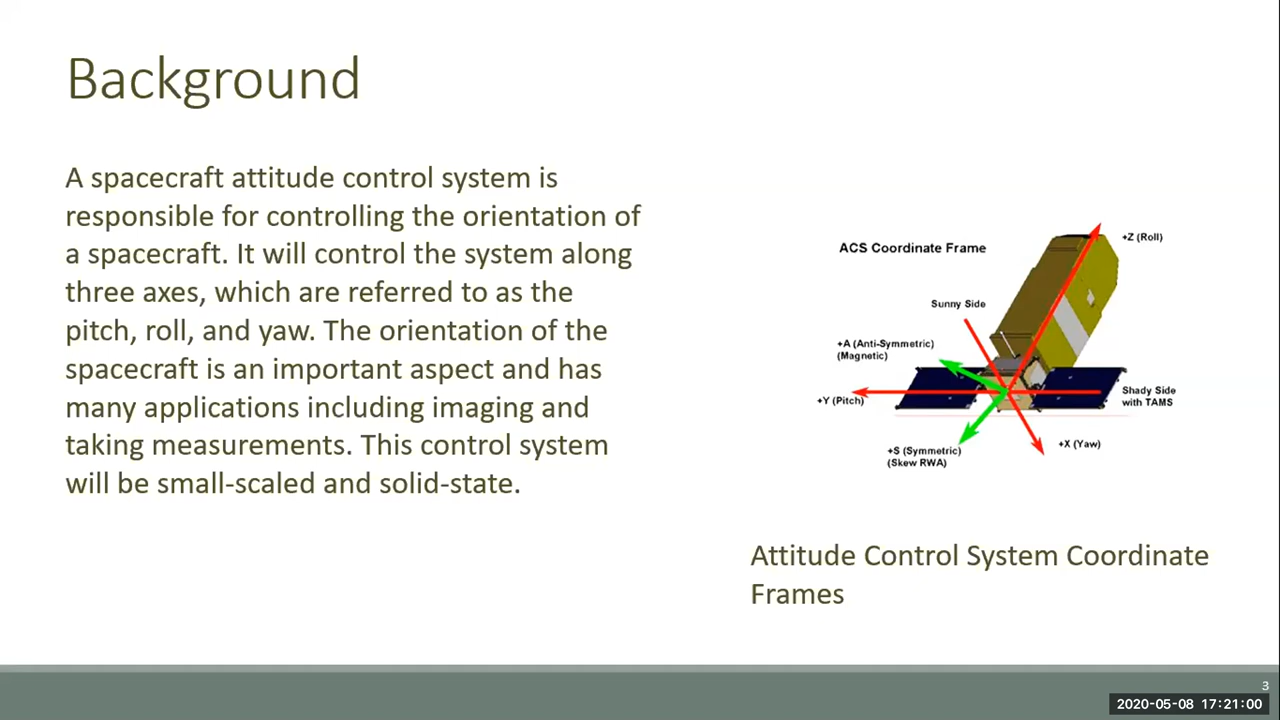 Background
A spacecraft attitude control system is
responsible for controlling the orientation of
a spacecraft. It will control the system along
three axes, which are referred to as the
pitch, roll, and yaw. The orientation of the
spacecraft is an important aspect and has
many applications including imaging and
taking measurements. This control system
will be small-scaled and solid-state.
ACS Coordinate Frame
+Z (Roll)
Sunny Side
+A (Anti-Symmetric)
(Magnetic)
+Y (Pitch)
Shady Side
with TAMS
+S (Symmetric)
(Skew RWA)
+X (Yaw)
Attitude Control System Coordinate
Frames
3
2020-05-08 17:21:00